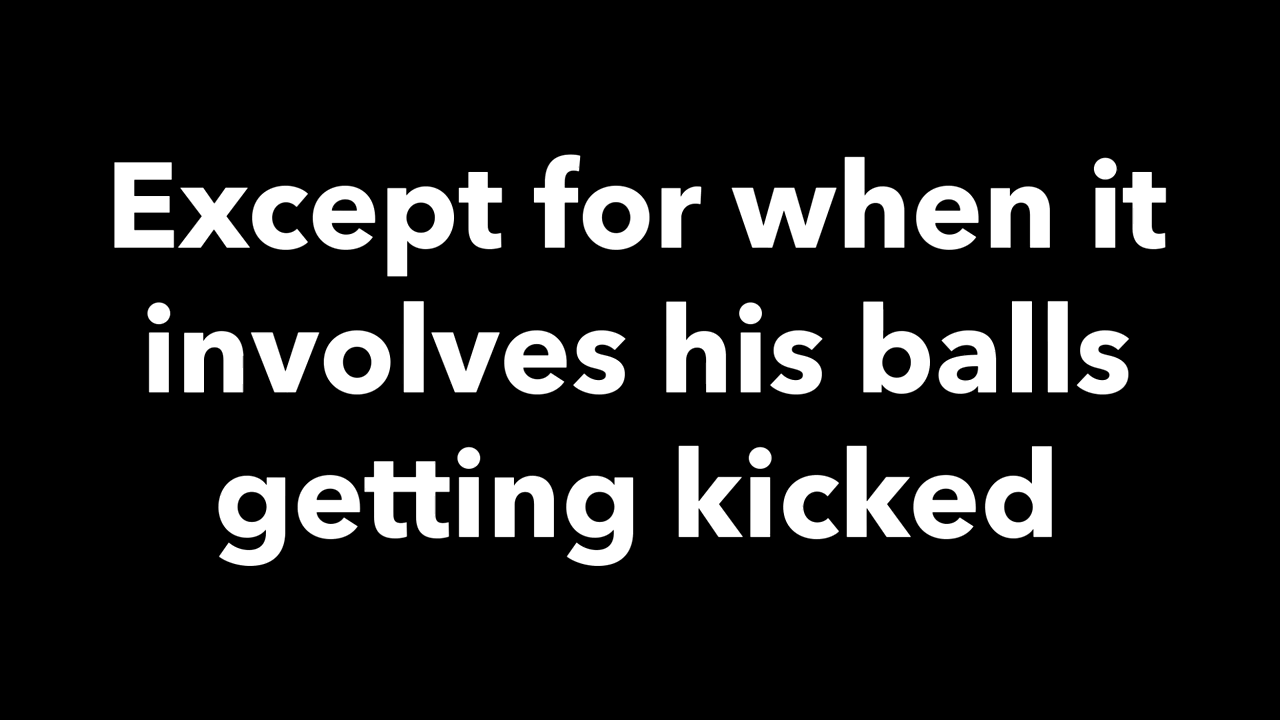 Except for when it
involves his balls
getting kicked